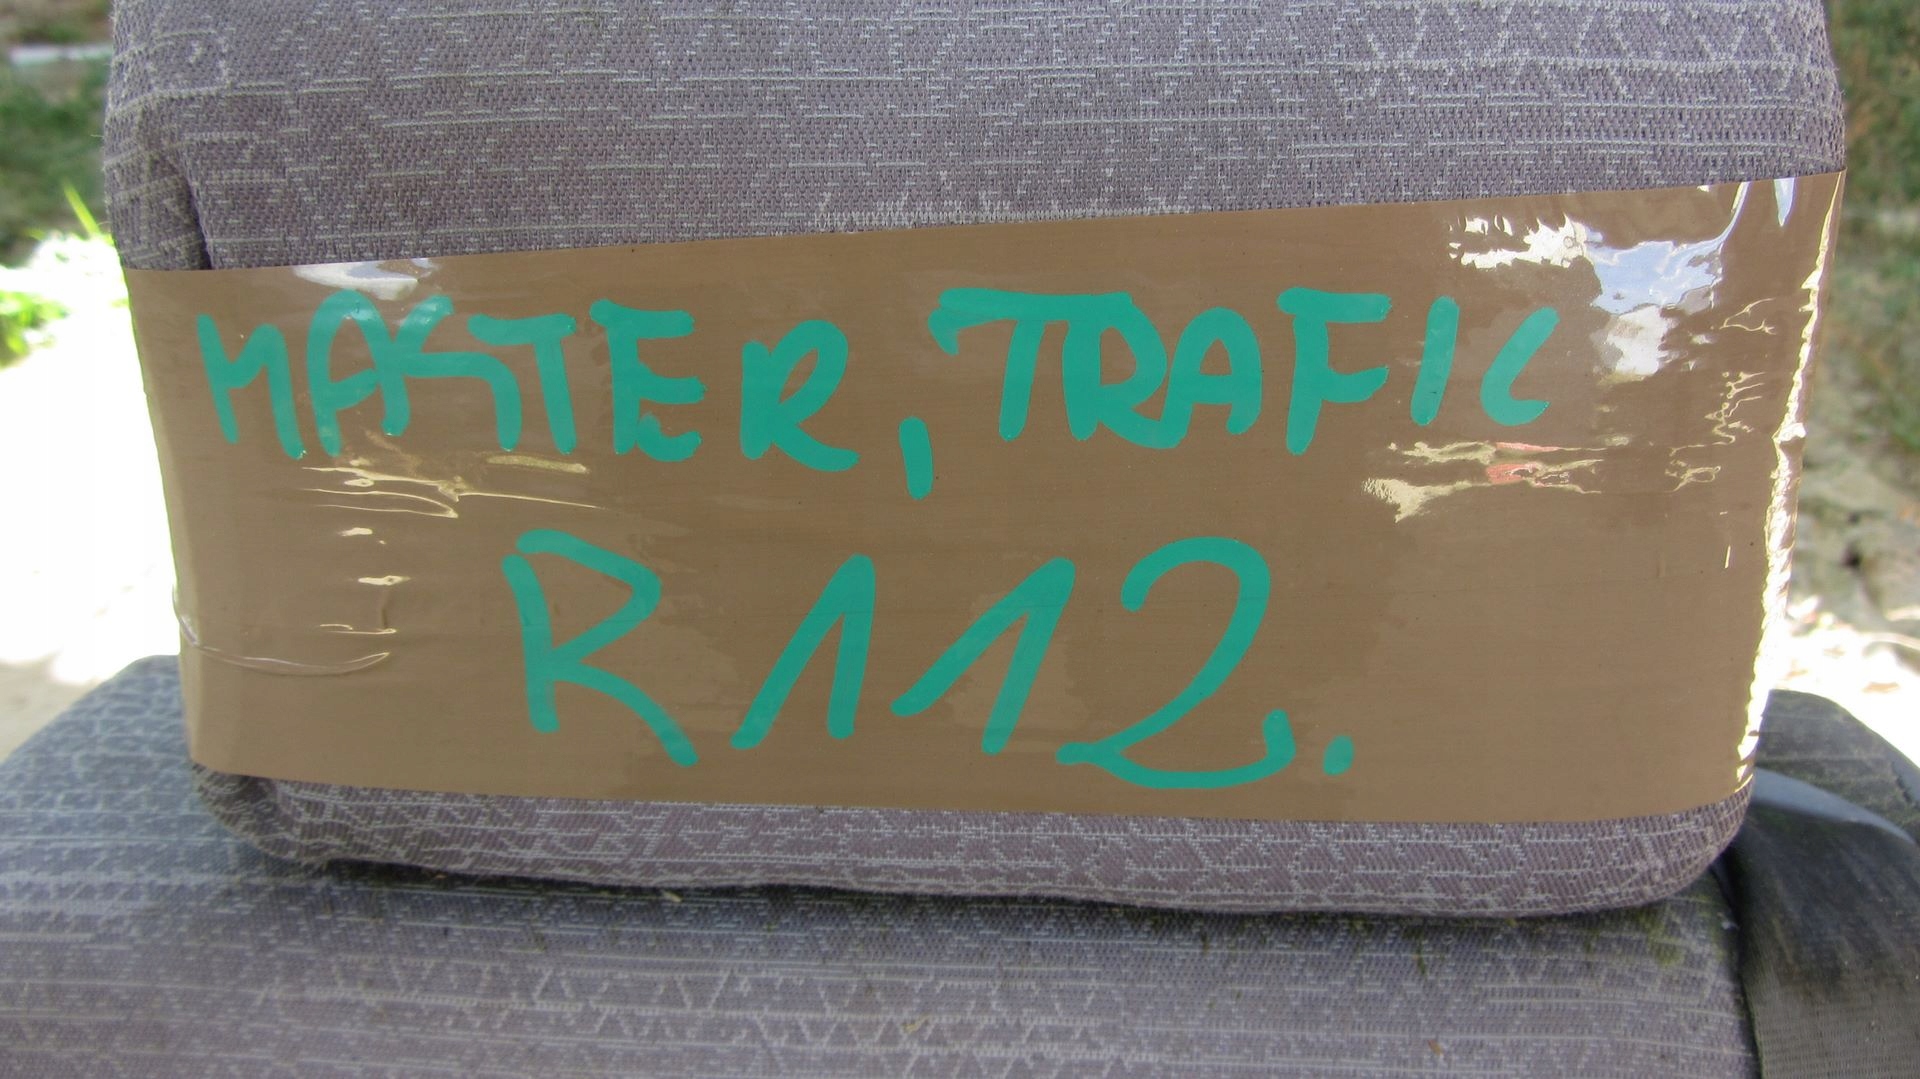 MASTER, TRAFIC
R112.